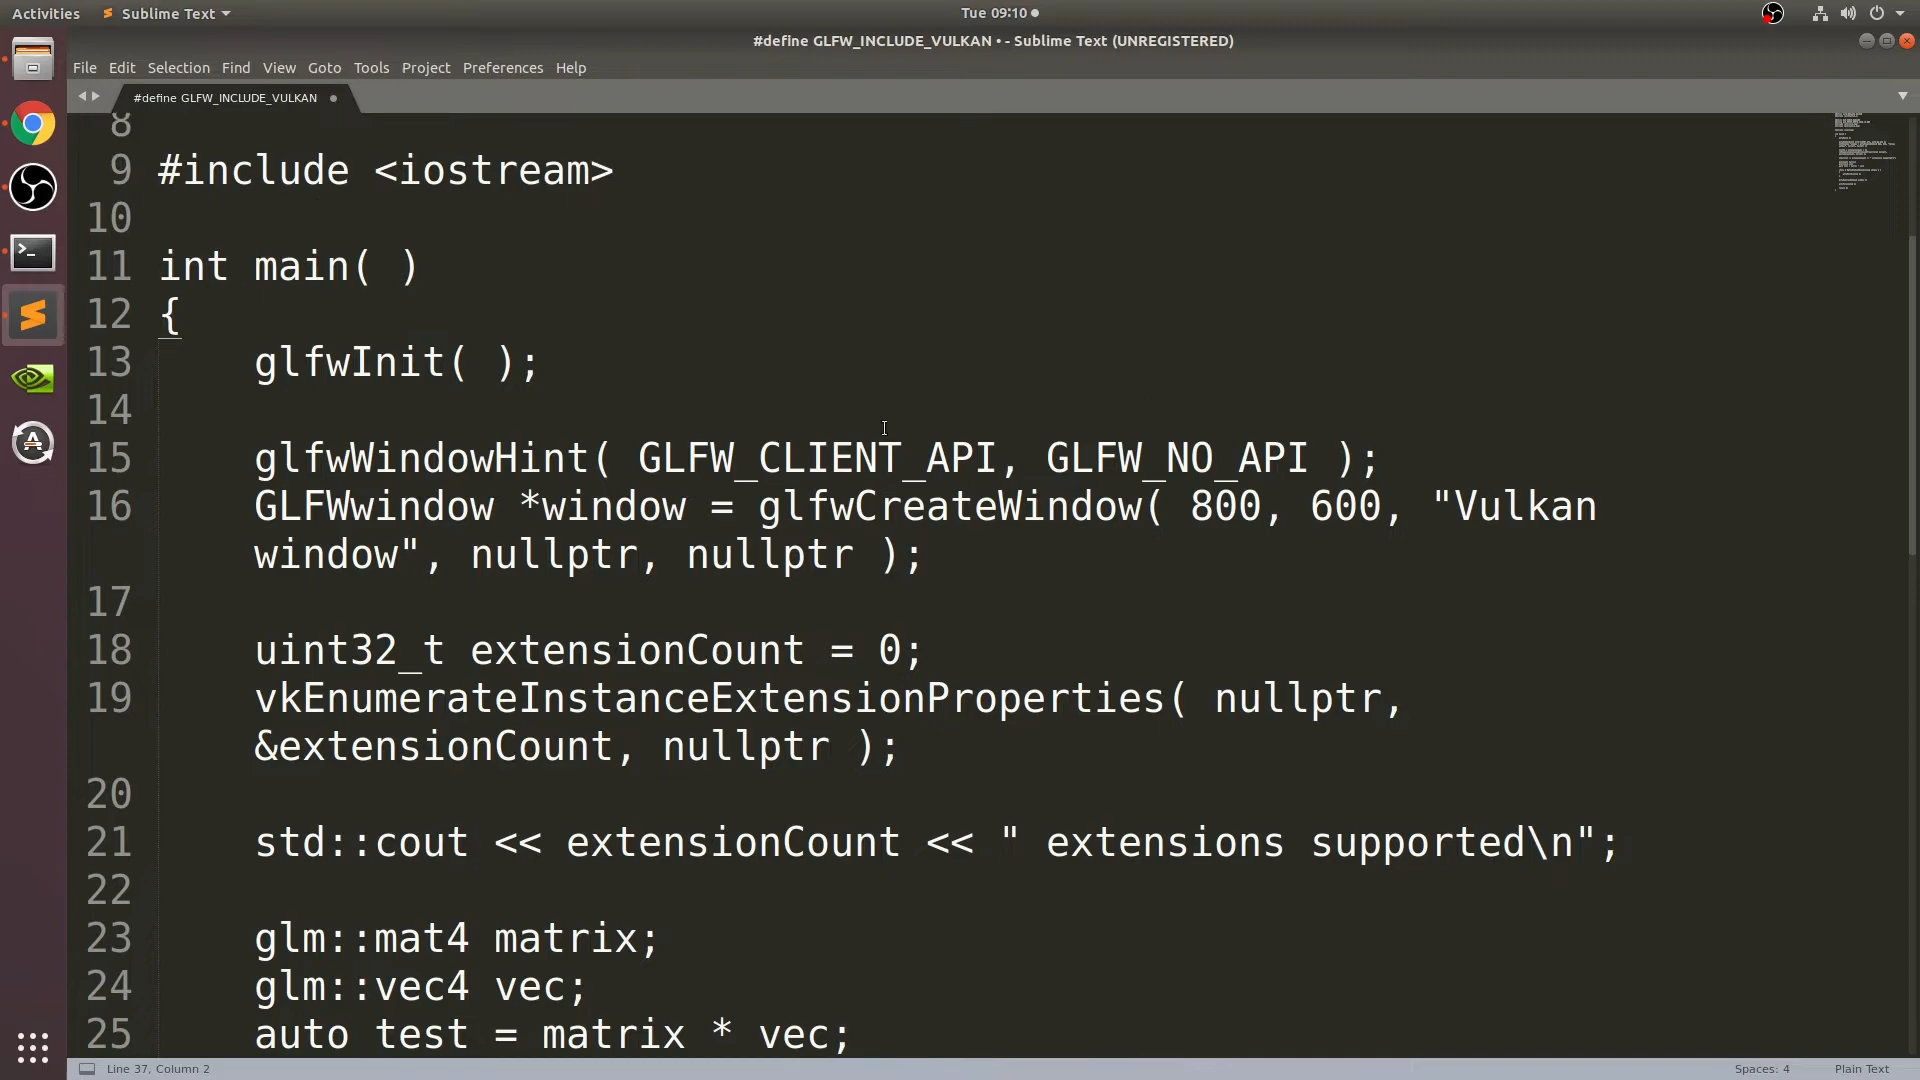 Activities Sublime Text Tue 09:10
#define GLFW_INCLUDE_VULKAN • - Sublime Text (UNREGISTERED)
File Edit Selection Find View Goto Tools Project Preferences Help
#define GLFW_INCLUDE_VULKAN
8
9 #include <iostream>
10
11 int main( )
12 {
13 glfwInit( );
14
15 glfwWindowHint( GLFW_CLIENT_API, GLFW_NO_API );
16 GLFWwindow *window = glfwCreateWindow( 800, 600, "Vulkan
window", nullptr, nullptr );
17
18 uint32_t extensionCount = 0;
19 vkEnumerateInstanceExtensionProperties( nullptr,
&extensionCount, nullptr );
20
21 std::cout << extensionCount << " extensions supported\n";
22
23 glm::mat4 matrix;
24 glm::vec4 vec;
25 auto test = matrix * vec;
Line 37, Column 2 Spaces: 4 Plain Text